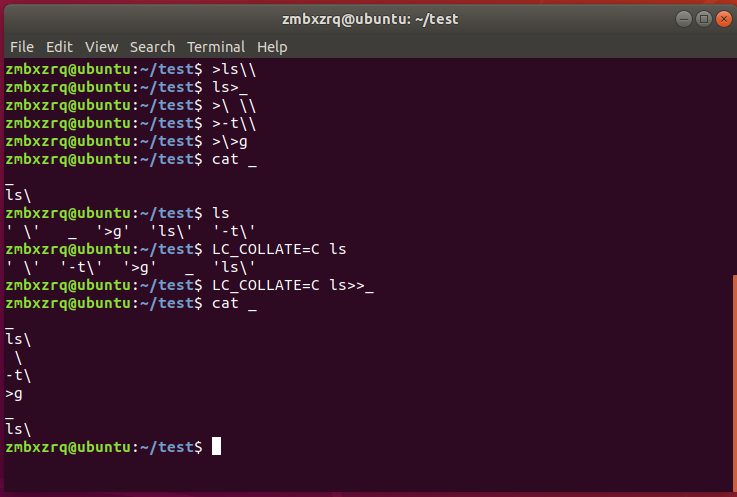 zmbxzrq@ubuntu: ~/test
File Edit View Search Terminal Help
zmbxzrq@ubuntu:~/test$ >ls\\
zmbxzrq@ubuntu:~/test$ ls>_
zmbxzrq@ubuntu:~/test$ >\ \\
zmbxzrq@ubuntu:~/test$ >-t\\
zmbxzrq@ubuntu:~/test$ >\>g
zmbxzrq@ubuntu:~/test$ cat _
_
ls\
zmbxzrq@ubuntu:~/test$ ls
' \'   _  '>g'  'ls\'  '-t\'
zmbxzrq@ubuntu:~/test$ LC_COLLATE=C ls
' \'  '-t\'  '>g'   _  'ls\'
zmbxzrq@ubuntu:~/test$ LC_COLLATE=C ls>>_
zmbxzrq@ubuntu:~/test$ cat _
_
ls\
 \
-t\
>g
_
ls\
zmbxzrq@ubuntu:~/test$